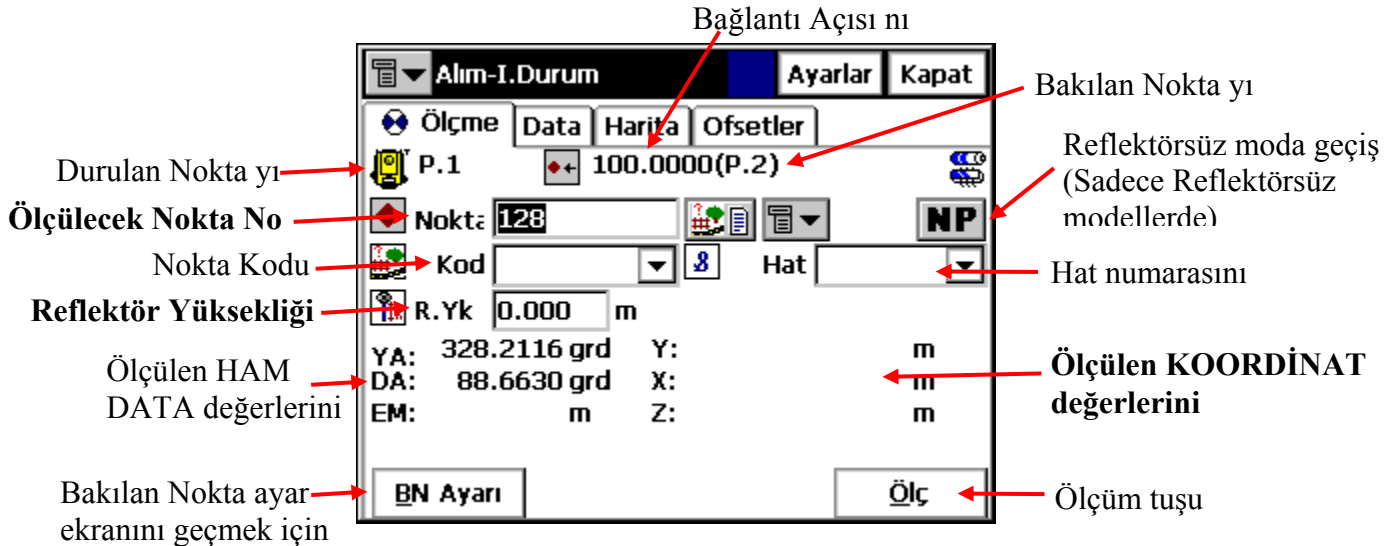 Bağlantı Açısı nı
Alım-I.Durum Ayarlar Kapat
Bakılan Nokta yı
Ölçme Data Harita Ofsetler
Durulan Nokta yı
P.1 100.0000(P.2)
Reflektörsüz moda geçiş
(Sadece Reflektörsüz
modellerde)
Ölçülecek Nokta No
Nokta 128 NP
Nokta Kodu
Kod Hat
Hat numarasını
Reflektör Yüksekliği
R.Yk 0.000 m
Ölçülen HAM
DATA değerlerini
YA: 328.2116 grd Y: m
DA: 88.6630 grd X: m
EM: m Z: m
Ölçülen KOORDİNAT
değerlerini
Bakılan Nokta ayar
ekranını geçmek için
BN Ayarı Ölç
Ölçüm tuşu